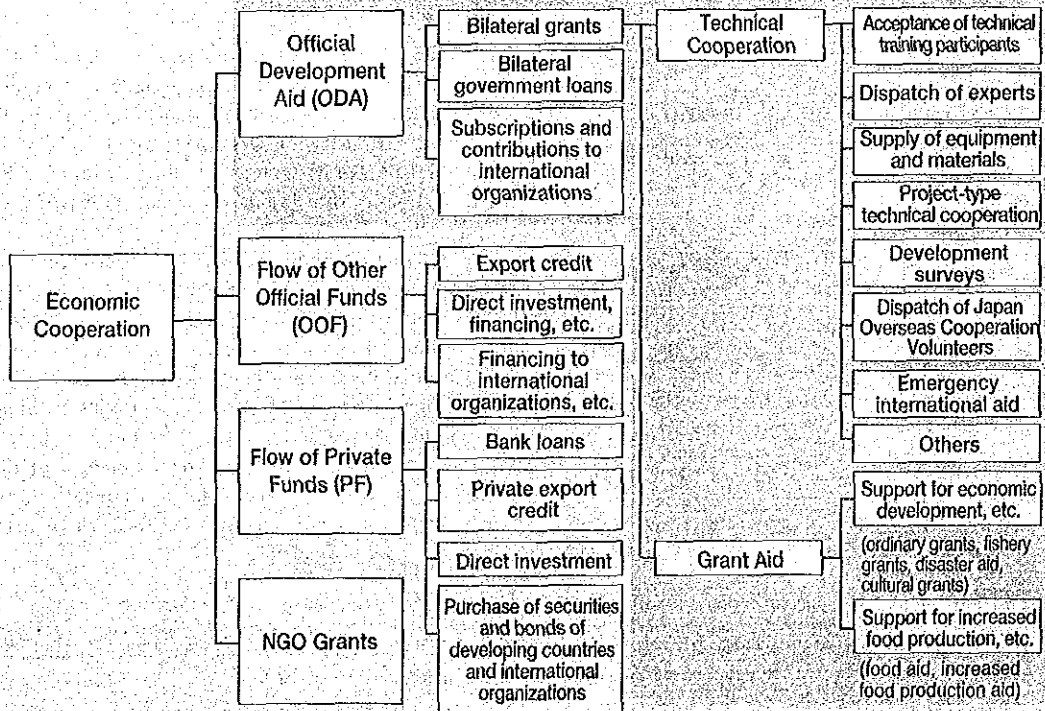 Economic
Cooperation
Official
Development
Aid (ODA)
Flow of Other
Official Funds
(OOF)
Flow of Private
Funds (PF)
NGO Grants
Bilateral grants
Bilateral
government loans
Subscriptions and
contributions to
international
organizations
Export credit
Direct investment,
financing, etc.
Financing to
international
organizations, etc.
Bank loans
Private export
credit
Direct investment
Purchase of securities
and bonds of
developing countries
and international
organizations
Technical
Cooperation
Grant Aid
Acceptance of technical
training participants
Dispatch of experts
Supply of equipment
and materials
Project-type
technical cooperation
Development
surveys
Dispatch of Japan
Overseas Cooperation
Volunteers
Emergency
international aid
Others
Support for economic
development, etc.
(ordinary grants, fishery
grants, disaster aid,
cultural grants)
Support for increased
food production, etc.
(food aid, increased
food production aid)